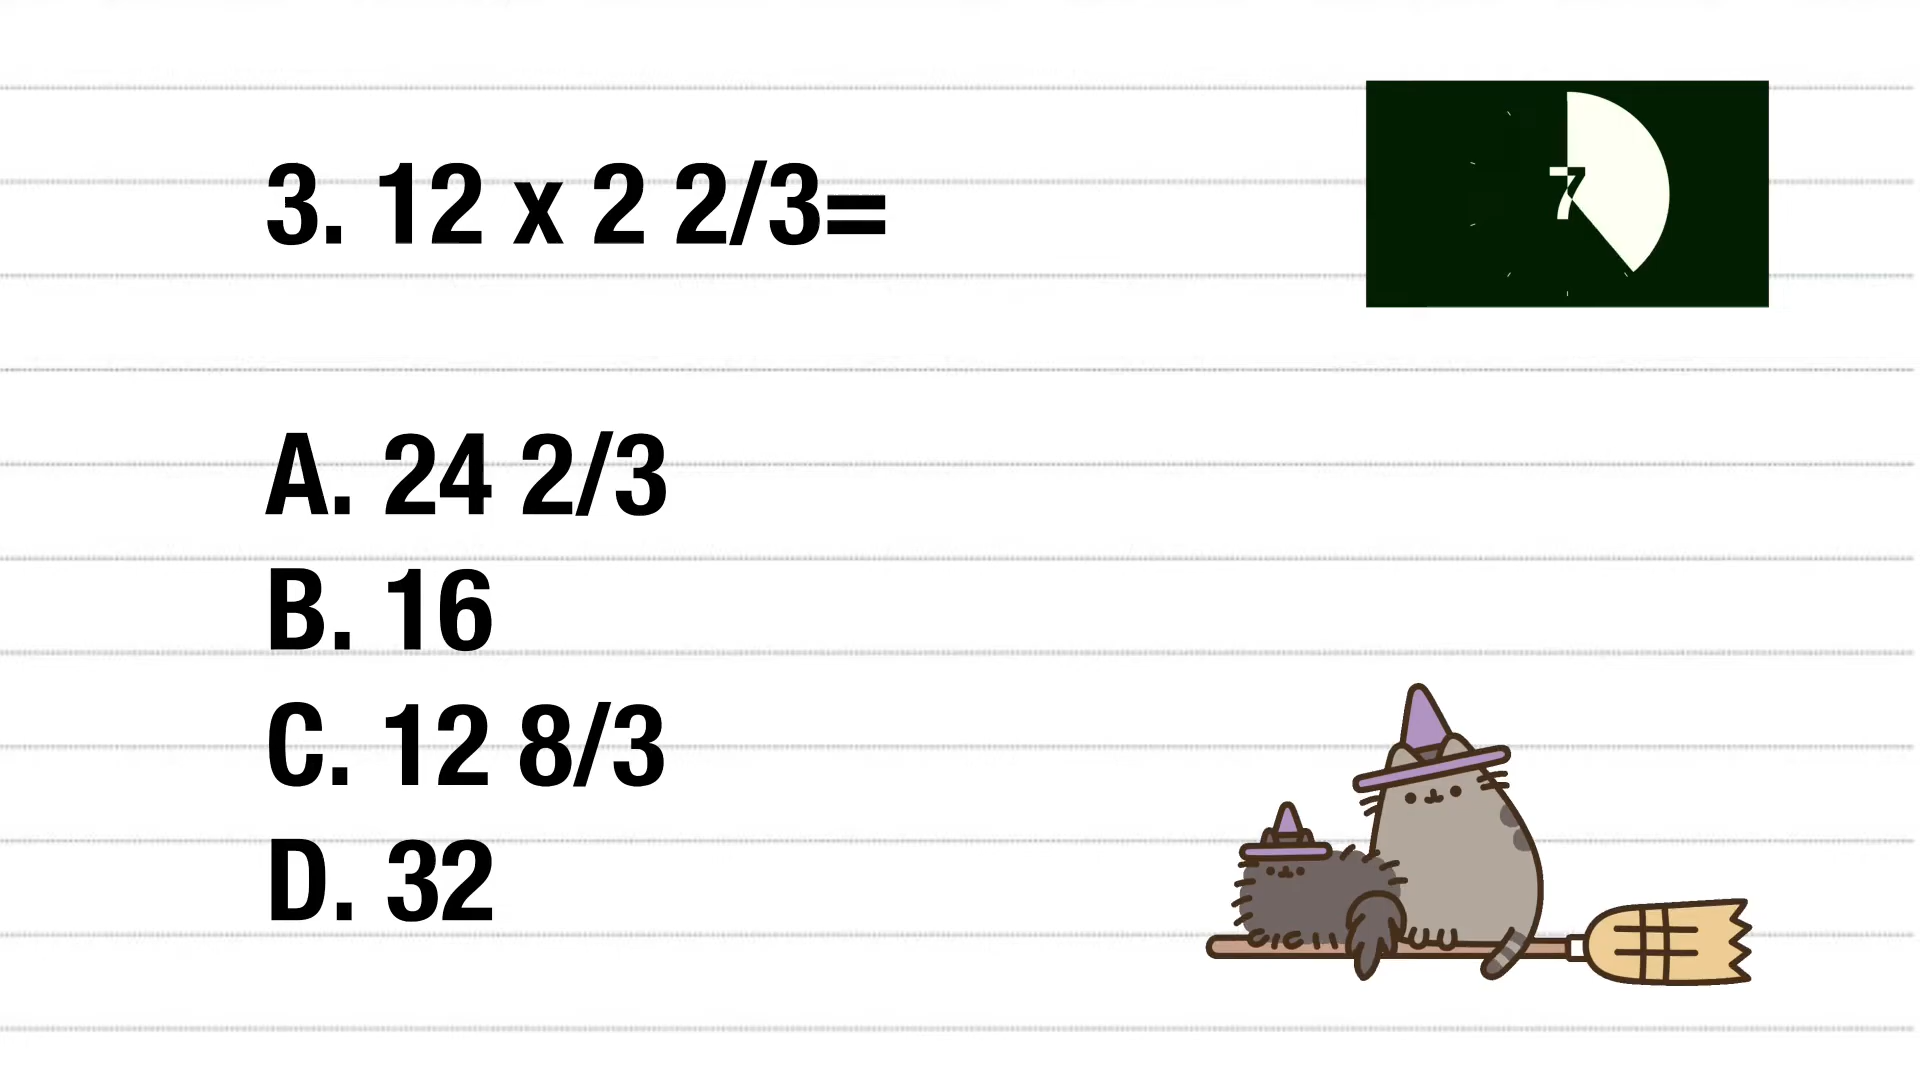 3. 12 x 2 2/3=
7
A. 24 2/3
B. 16
C. 12 8/3
D. 32